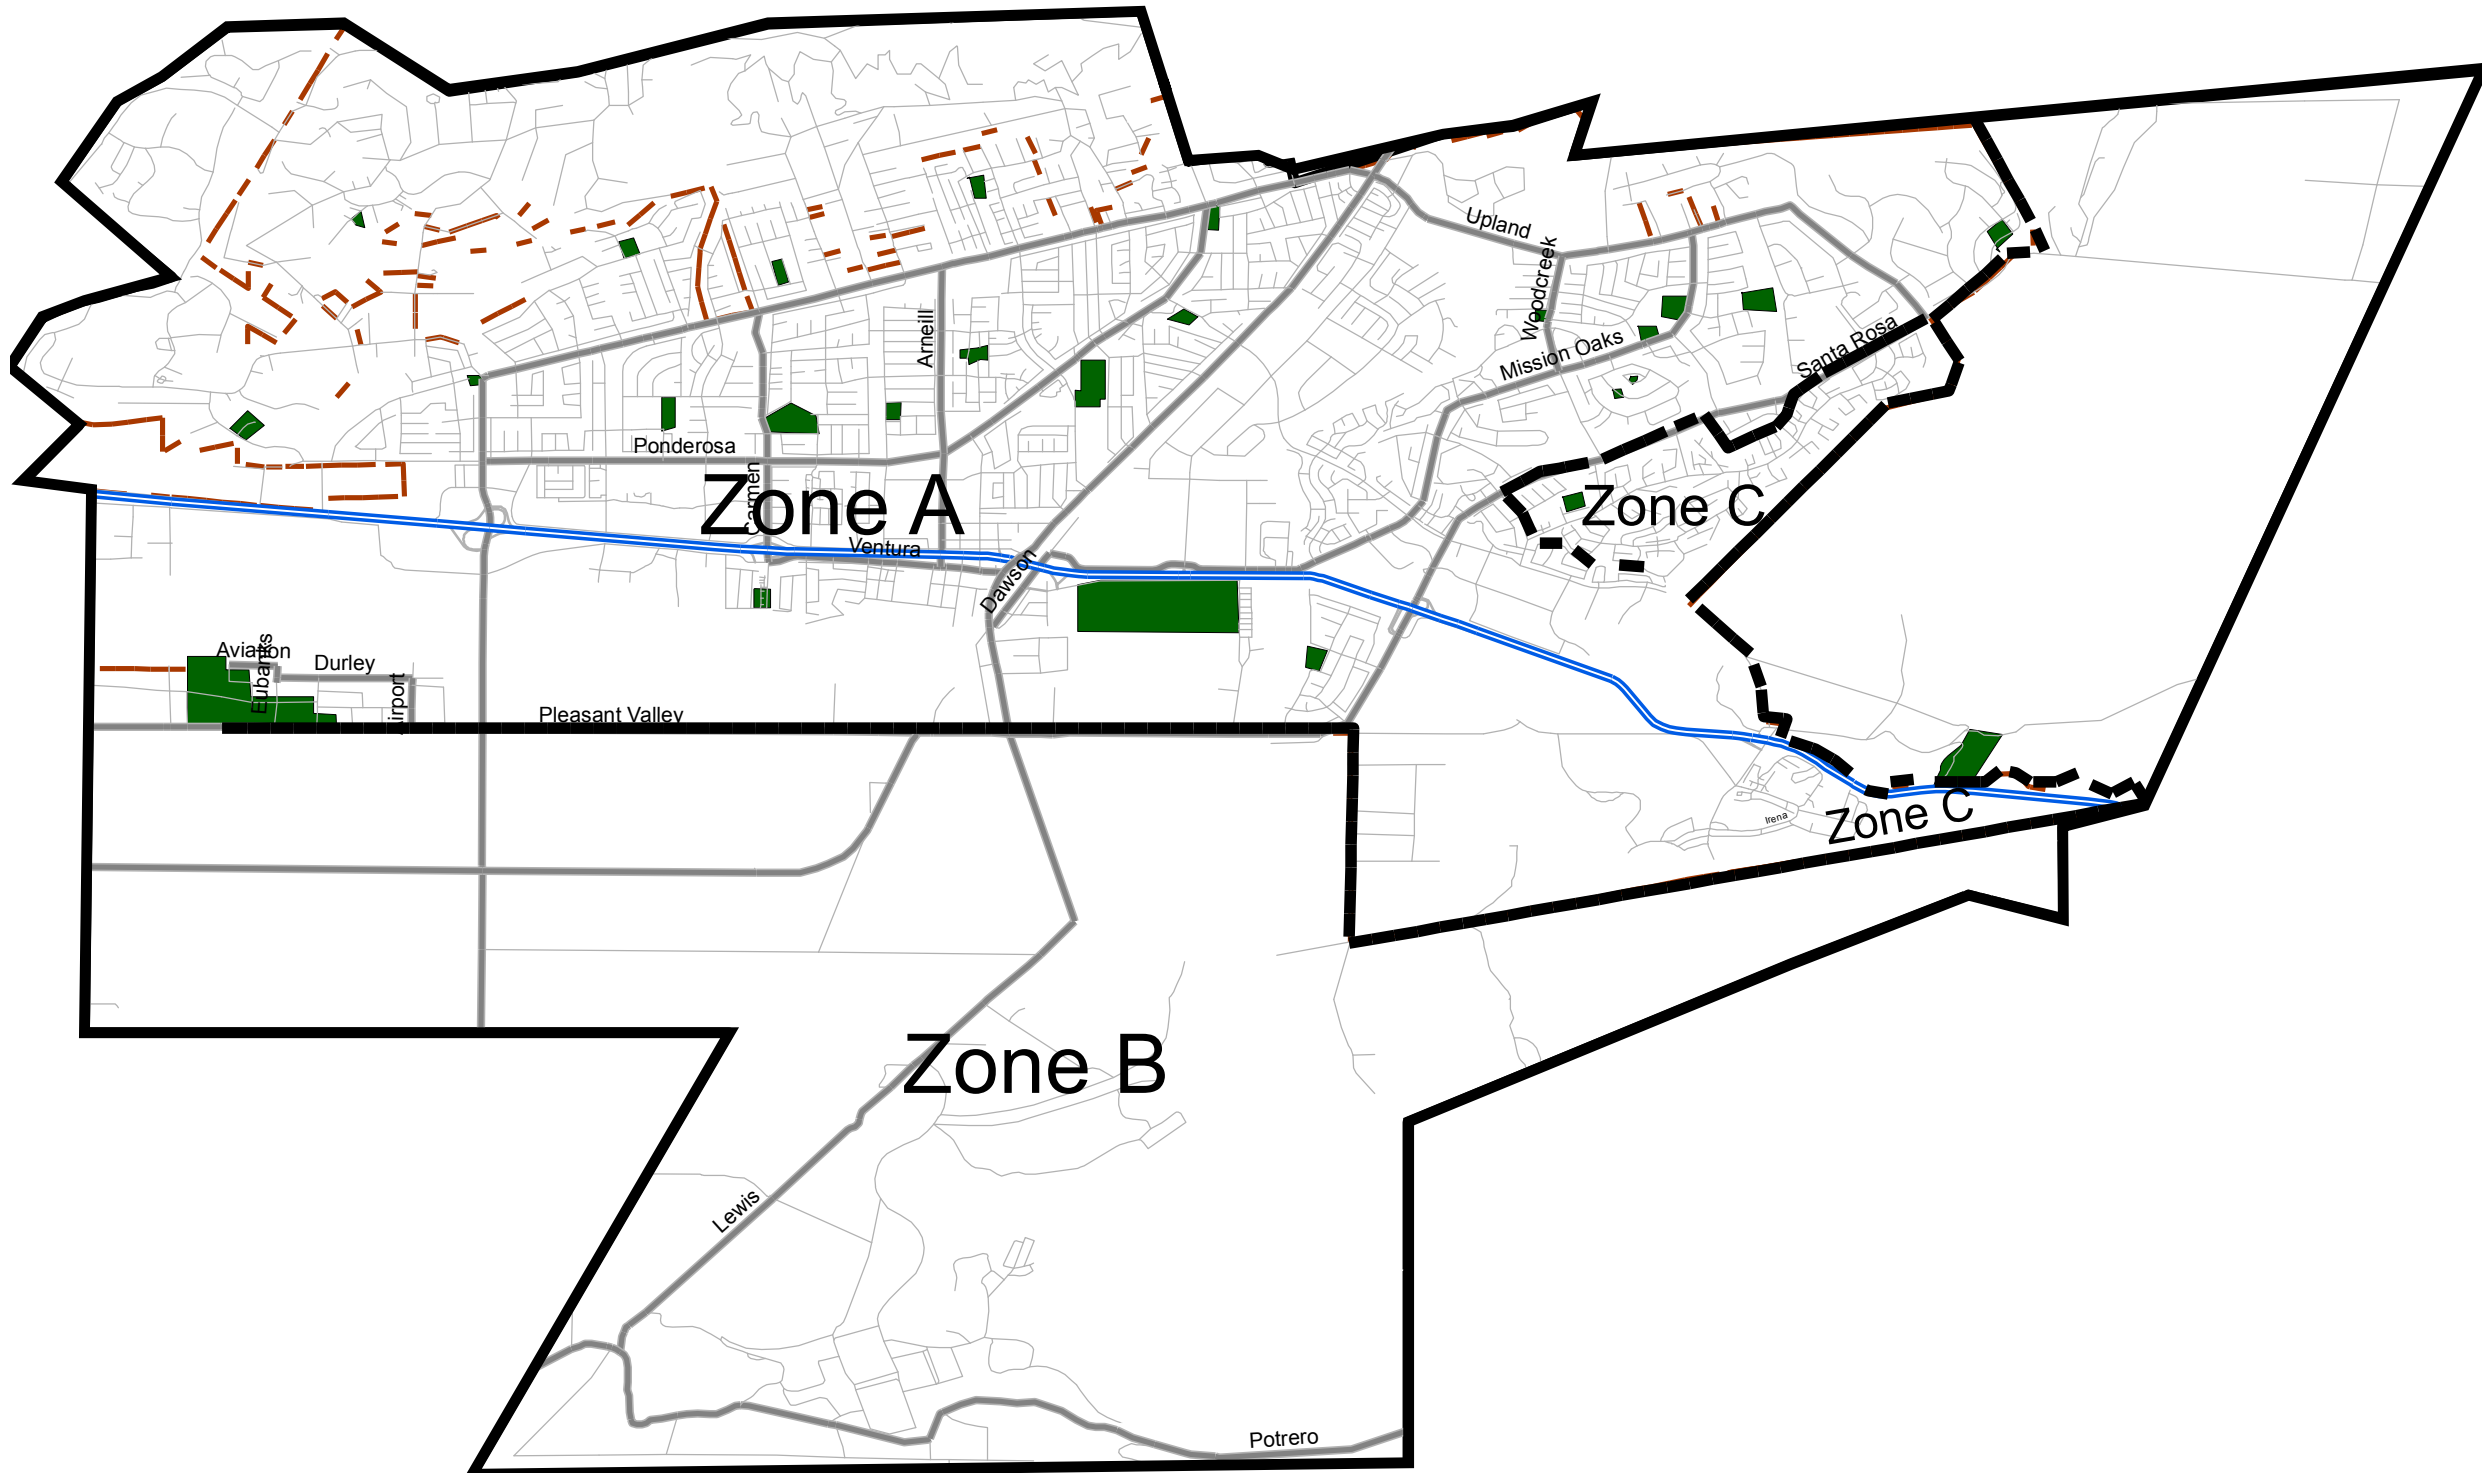 Upland
Woodcreek
Arneill
Mission Oaks
Santa Rosa
Ponderosa
Carmen
Zone A
Zone C
Ventura
Dawson
Aviation
Eubanks
Durley
Airport
Pleasant Valley
Irena
Zone C
Zone B
Lewis
Potrero